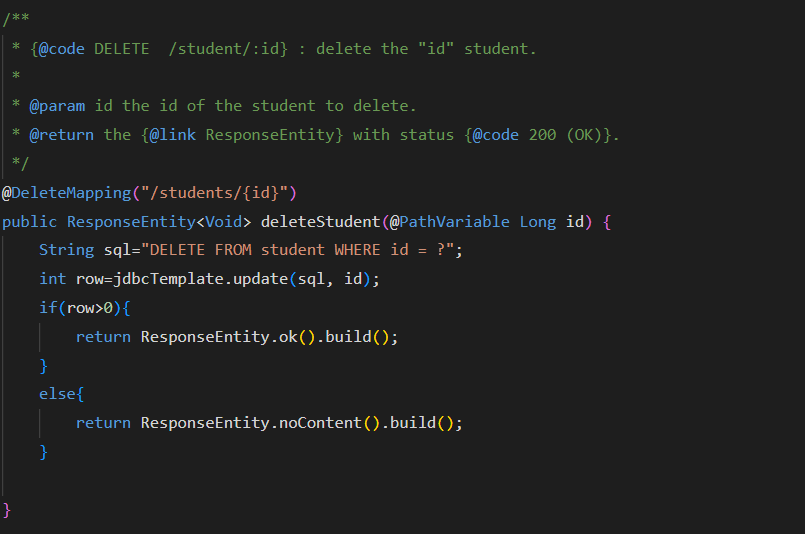 /**
 * {@code DELETE  /student/:id} : delete the "id" student.
 *
 * @param id the id of the student to delete.
 * @return the {@link ResponseEntity} with status {@code 200 (OK)}.
 */
@DeleteMapping("/students/{id}")
public ResponseEntity<Void> deleteStudent(@PathVariable Long id) {
    String sql="DELETE FROM student WHERE id = ?";
    int row=jdbcTemplate.update(sql, id);
    if(row>0){
        return ResponseEntity.ok().build();
    }
    else{
        return ResponseEntity.noContent().build();
    }

}